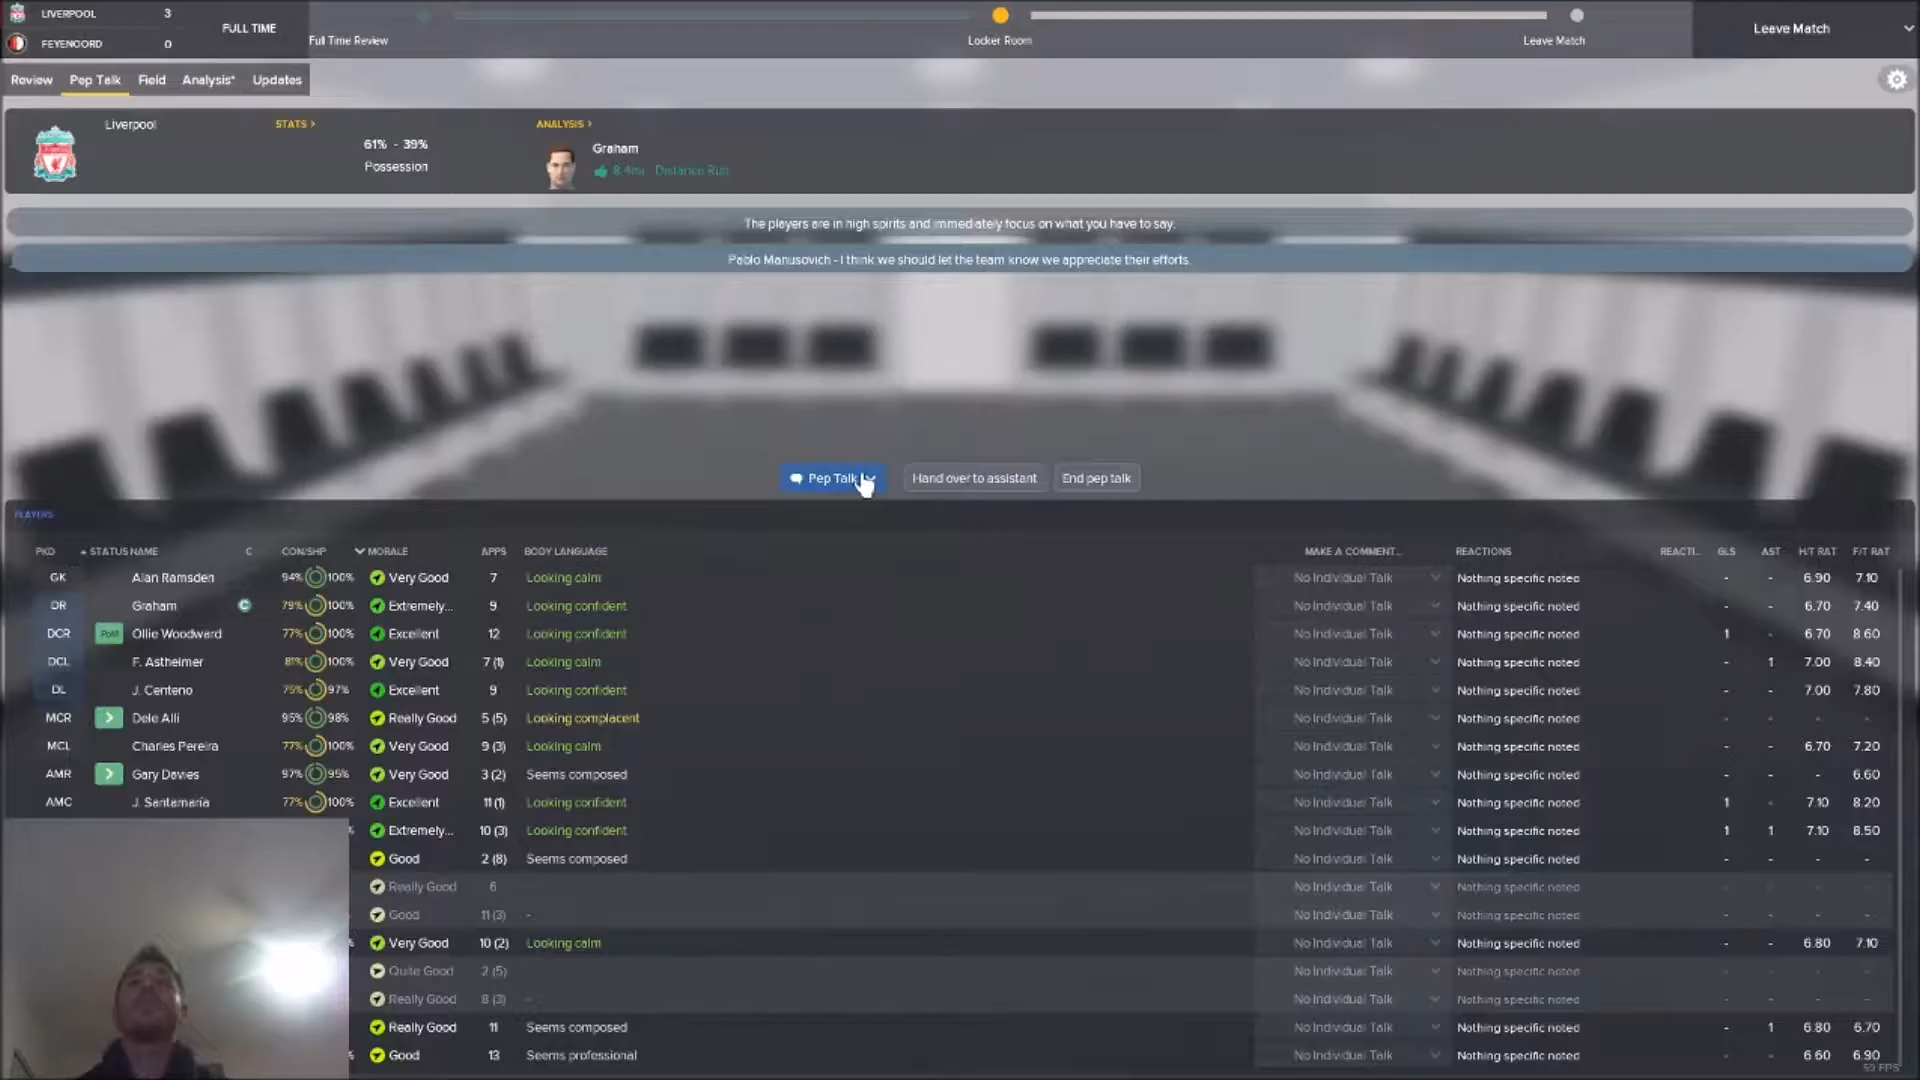 LIVERPOOL 3
FEYENOORD 0
FULL TIME
Full Time Review
Locker Room
Leave Match
Leave Match
Review Pep Talk Field Analysis* Updates
Liverpool
STATS >
61% - 39%
Possession
ANALYSIS >
Graham
8.4mi Distance Run
The players are in high spirits and immediately focus on what you have to say.
Pablo Manusovich - I think we should let the team know we appreciate their efforts.
Pep Talk Hand over to assistant End pep talk
PLAYERS
PKD STATUS NAME C CON/SHP MORALE APPS BODY LANGUAGE MAKE A COMMENT... REACTIONS REACTI... GLS AST H/T RAT F/T RAT
GK Alan Ramsden 94% 100% Very Good 7 Looking calm No Individual Talk Nothing specific noted - - 6.90 7.10
DR Graham C 79% 100% Extremely... 9 Looking confident No Individual Talk Nothing specific noted - - 6.70 7.40
DCR PoM Ollie Woodward 77% 100% Excellent 12 Looking confident No Individual Talk Nothing specific noted 1 - 6.70 8.60
DCL F. Astheimer 81% 100% Very Good 7 (1) Looking calm No Individual Talk Nothing specific noted - 1 7.00 8.40
DL J. Centeno 75% 97% Excellent 9 Looking confident No Individual Talk Nothing specific noted - - 7.00 7.80
MCR Dele Alli 95% 98% Really Good 5 (5) Looking complacent No Individual Talk Nothing specific noted - - - -
MCL Charles Pereira 77% 100% Very Good 9 (3) Looking calm No Individual Talk Nothing specific noted - - 6.70 7.20
AMR Gary Davies 97% 95% Very Good 3 (2) Seems composed No Individual Talk Nothing specific noted - - - 6.60
AMC J. Santamaría 77% 100% Excellent 11 (1) Looking confident No Individual Talk Nothing specific noted 1 - 7.10 8.20
% Extremely... 10 (3) Looking confident No Individual Talk Nothing specific noted 1 1 7.10 8.50
Good 2 (8) Seems composed No Individual Talk Nothing specific noted - - - -
Really Good 6 No Individual Talk Nothing specific noted - - - -
Good 11 (3) - No Individual Talk Nothing specific noted - - - -
% Very Good 10 (2) Looking calm No Individual Talk Nothing specific noted - - 6.80 7.10
Quite Good 2 (5) No Individual Talk Nothing specific noted - - - -
Really Good 8 (3) - No Individual Talk Nothing specific noted - - - -
Really Good 11 Seems composed No Individual Talk Nothing specific noted - 1 6.80 6.70
% Good 13 Seems professional No Individual Talk Nothing specific noted - - 6.60 6.90